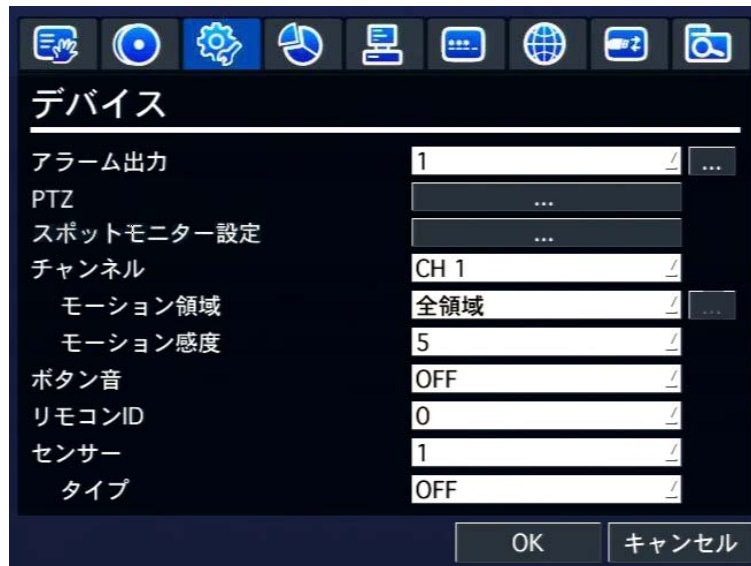 デバイス
アラーム出力 1 ...
PTZ ...
スポットモニター設定 ...
チャンネル CH 1
モーション領域 全領域 ...
モーション感度 5
ボタン音 OFF
リモコンID 0
センサー 1
タイプ OFF
OK キャンセル